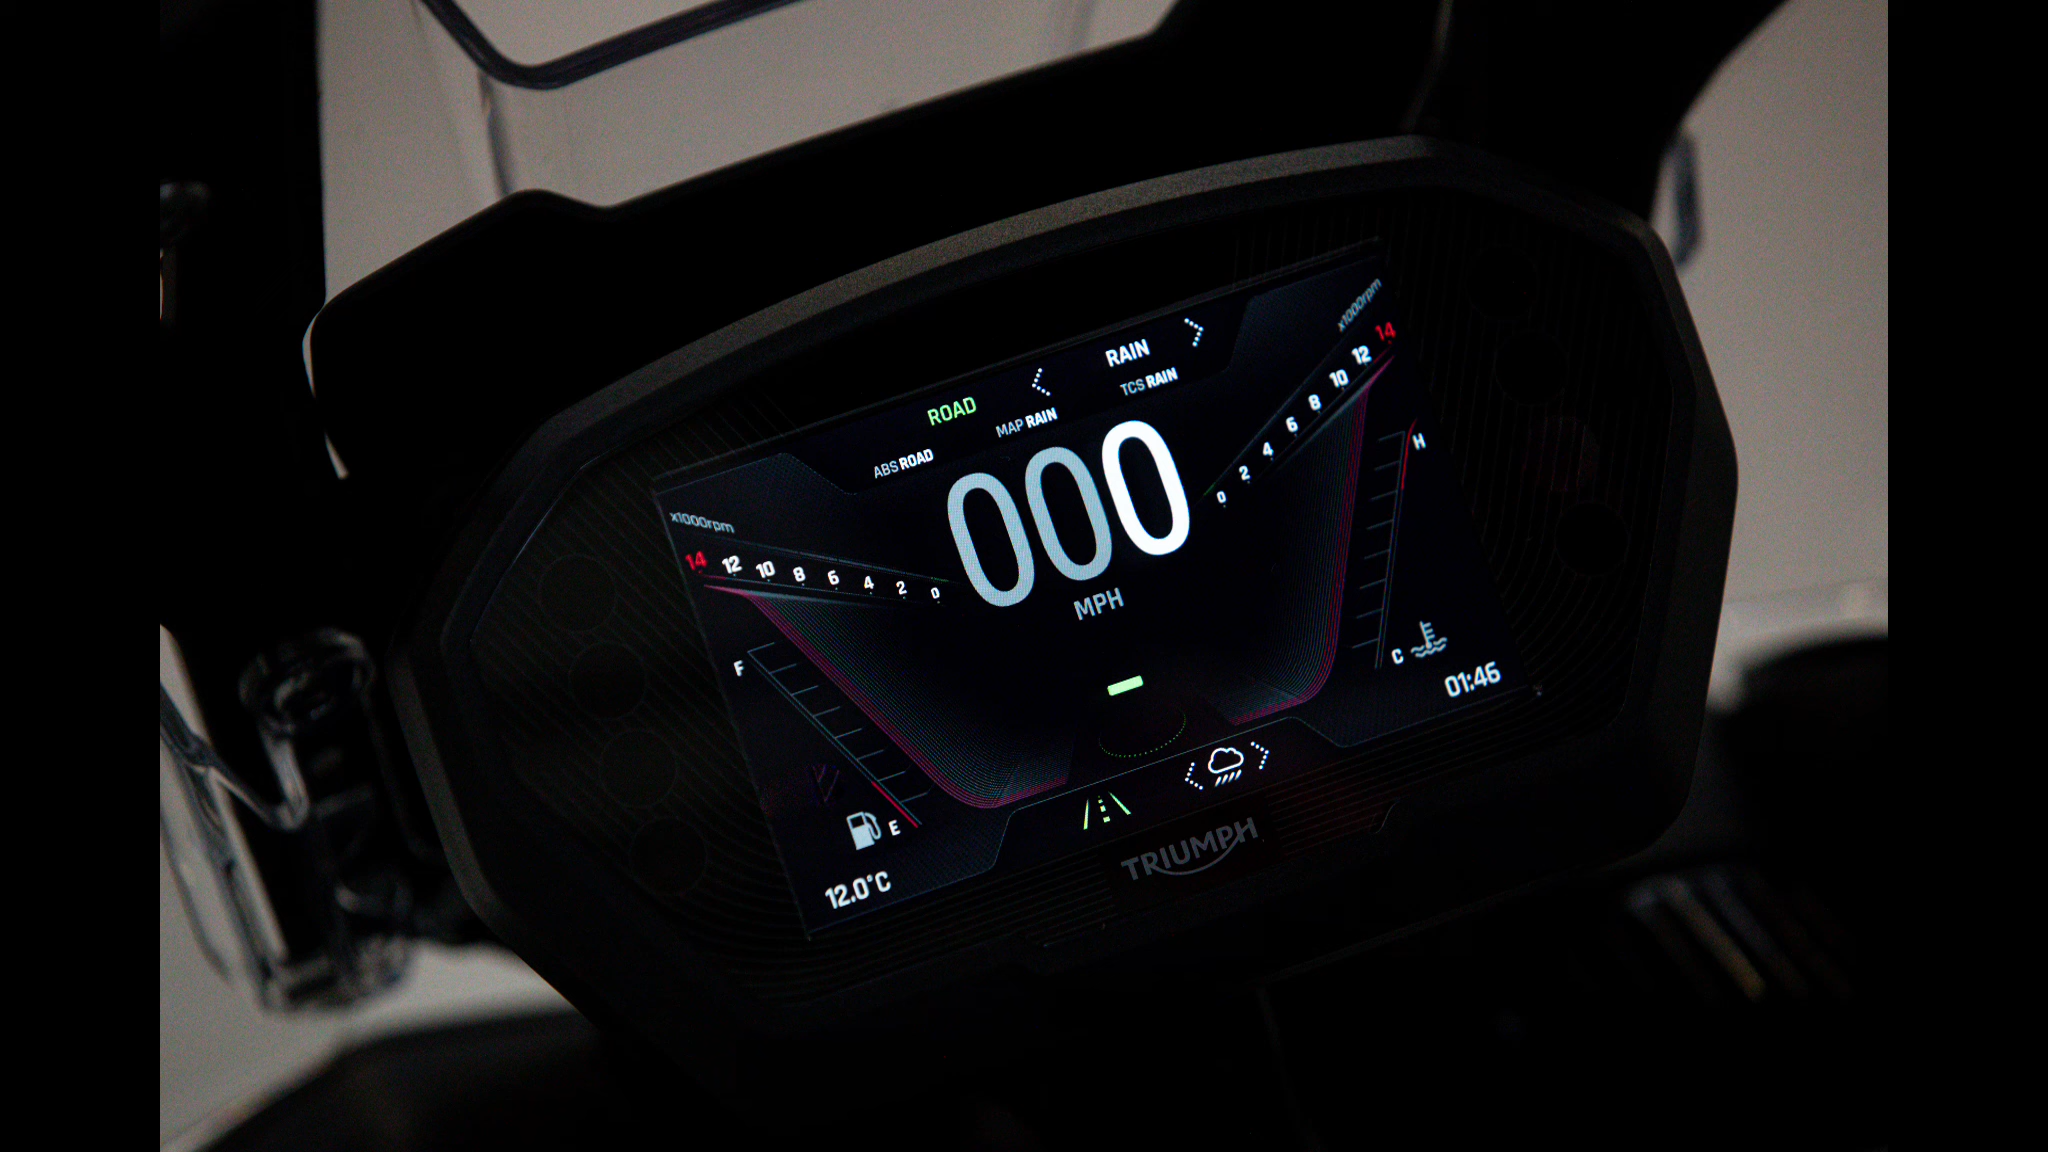 ROAD
RAIN
ABS ROAD
MAP RAIN
TCS RAIN
x1000rpm
14 12 10 8 6 4 2 0
000
MPH
x1000rpm
0 2 4 6 8 10 12 14
F
E
H
C
12.0°C
01:46
TRIUMPH